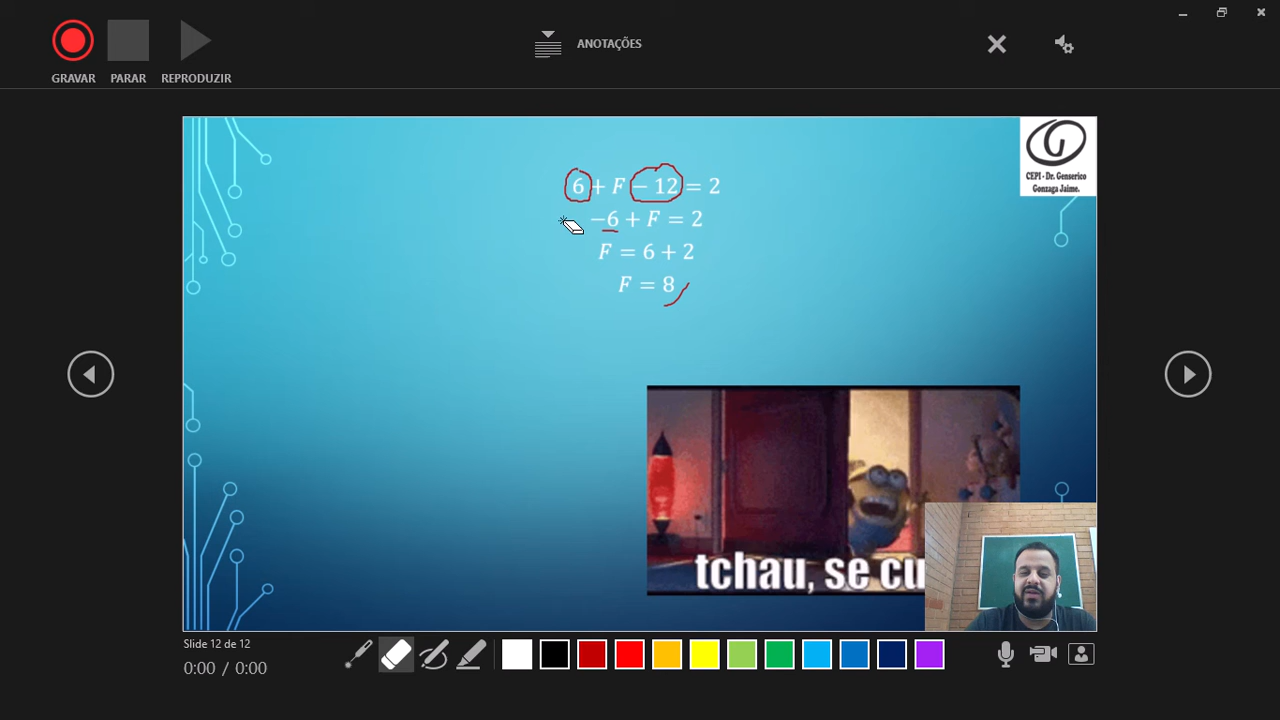 GRAVAR PARAR REPRODUZIR
ANOTAÇÕES
6 + F − 12 = 2
−6 + F = 2
F = 6 + 2
F = 8
G
CEPI - Dr. Genserico
Gonzaga Jaime.
tchau, se cu
Slide 12 de 12
0:00 / 0:00